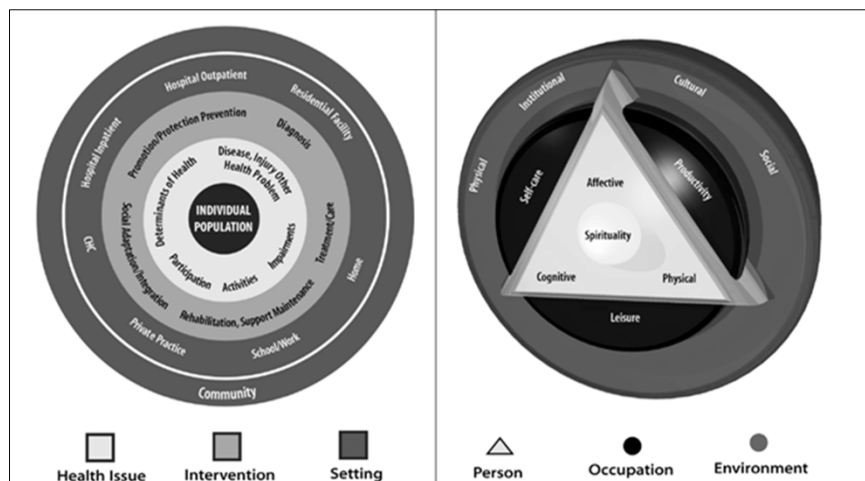 Hospital Outpatient
Residential Facility
Hospital Inpatient
Promotion/Protection Prevention
Diagnosis
Disease, Injury Other
Health Problem
Determinants of Health
INDIVIDUAL
POPULATION
Impairments
Activities
Participation
Treatment/Care
Social Adaptation/Integration
Rehabilitation, Support Maintenance
CHC
Home
Private Practice
School/Work
Community
Health Issue
Intervention
Setting
Institutional
Cultural
Physical
Social
Self-care
Productivity
Affective
Spirituality
Cognitive
Physical
Leisure
Person
Occupation
Environment